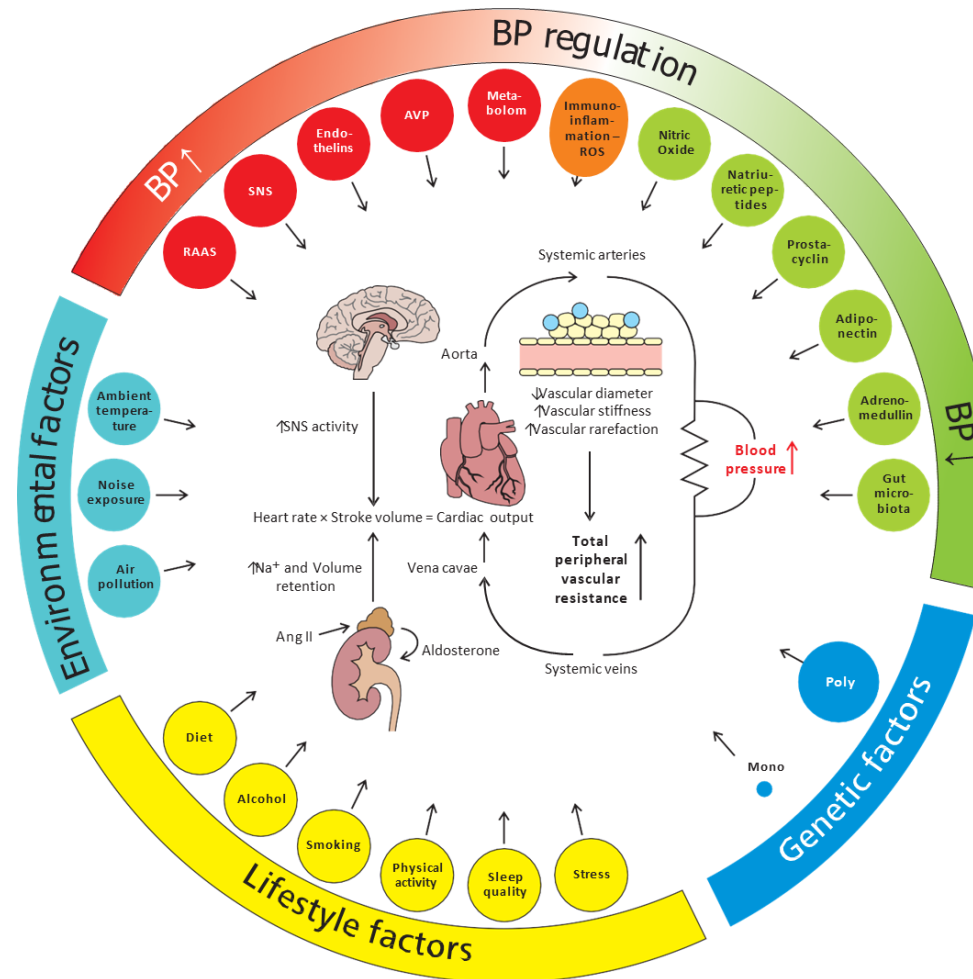 BP regulation
BP ↑
BP ↓
RAAS
SNS
Endo-
thelins
AVP
Meta-
bolom
Immuno-
inflam-
mation –
ROS
Nitric
Oxide
Natriu-
retic pep-
tides
Prosta-
cyclin
Adipo-
nectin
Adreno-
medullin
Gut
micro-
biota
Environmental factors
Ambient
tempera-
ture
Noise
exposure
Air
pollution
Systemic arteries
Aorta
↓Vascular diameter
↑Vascular stiffness
↑Vascular rarefaction
↑SNS activity
Blood
pressure ↑
Heart rate × Stroke volume = Cardiac output
↑Na⁺ and Volume
retention
Vena cavae
Total
peripheral
vascular
resistance ↑
Ang II
Aldosterone
Systemic veins
Genetic factors
Poly
Mono
Lifestyle factors
Diet
Alcohol
Smoking
Physical
activity
Sleep
quality
Stress